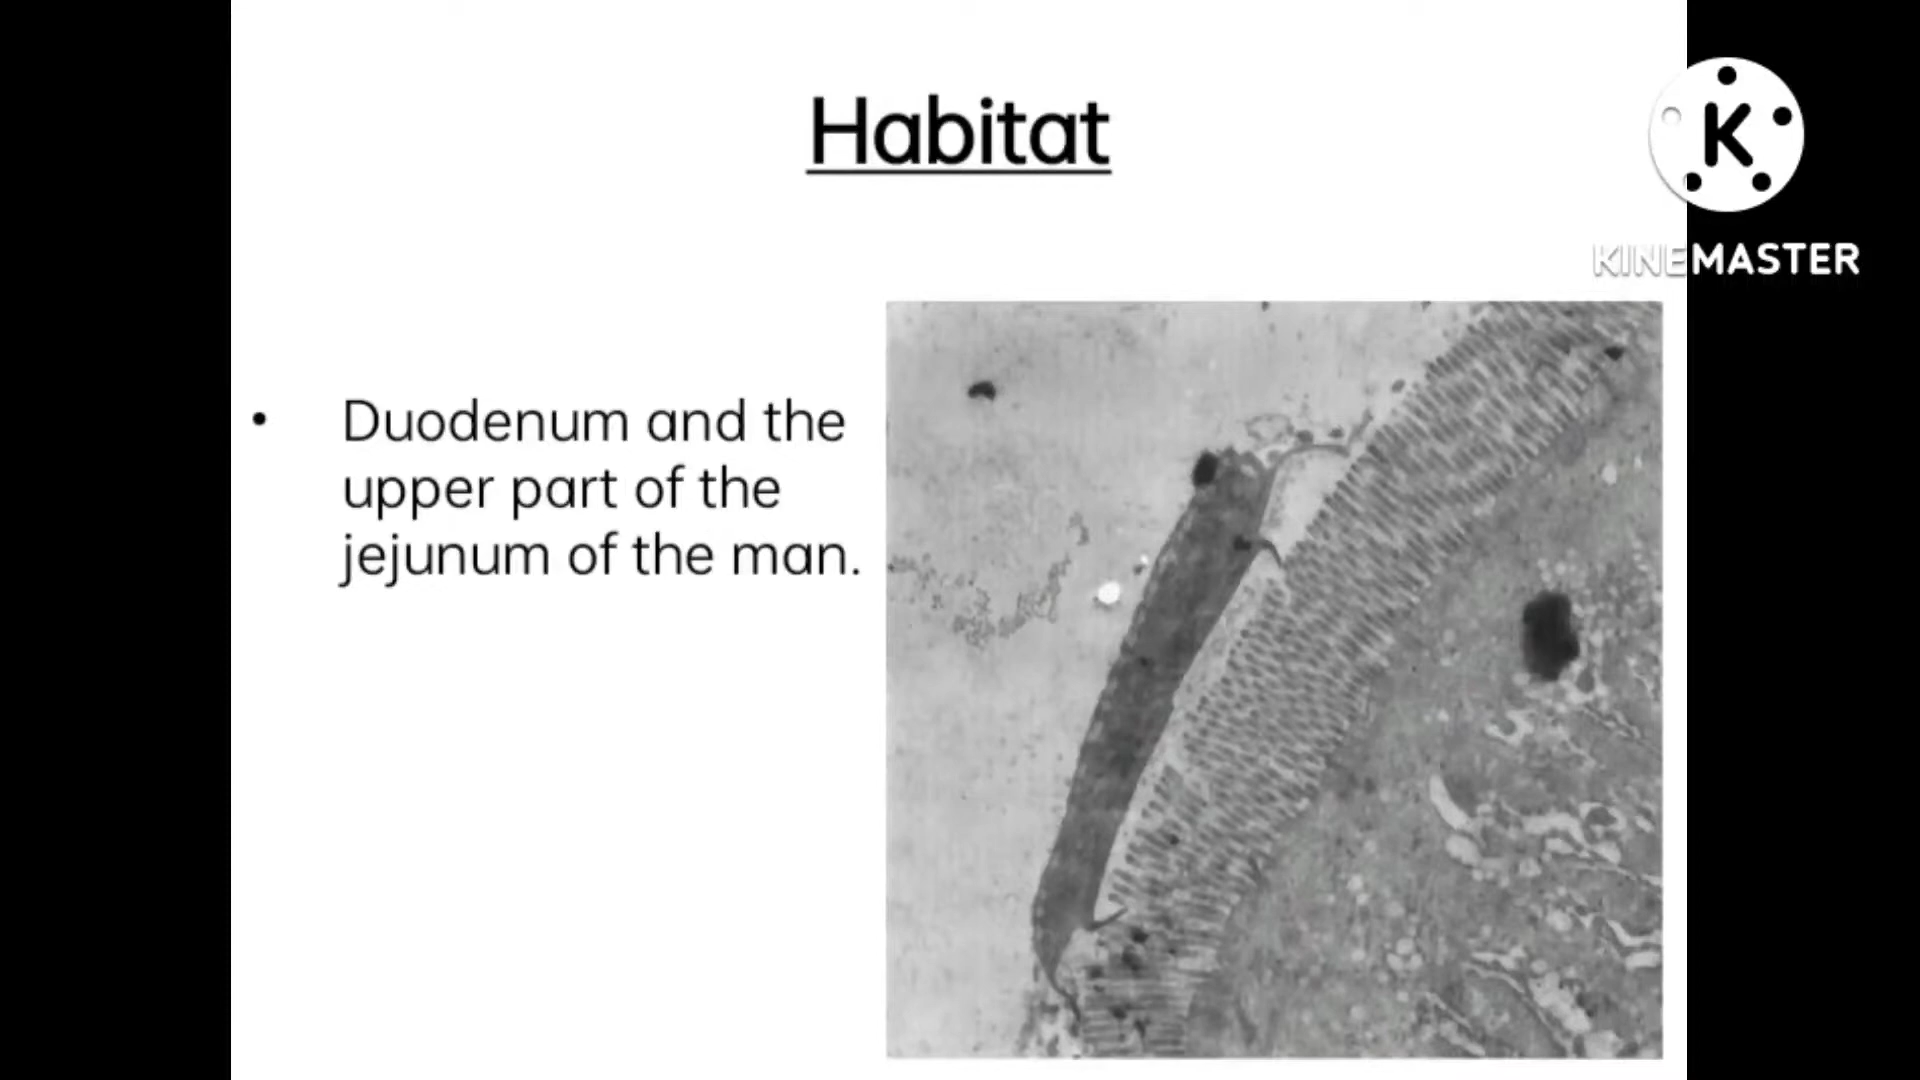 Habitat
K
KINEMASTER
• Duodenum and the
upper part of the
jejunum of the man.